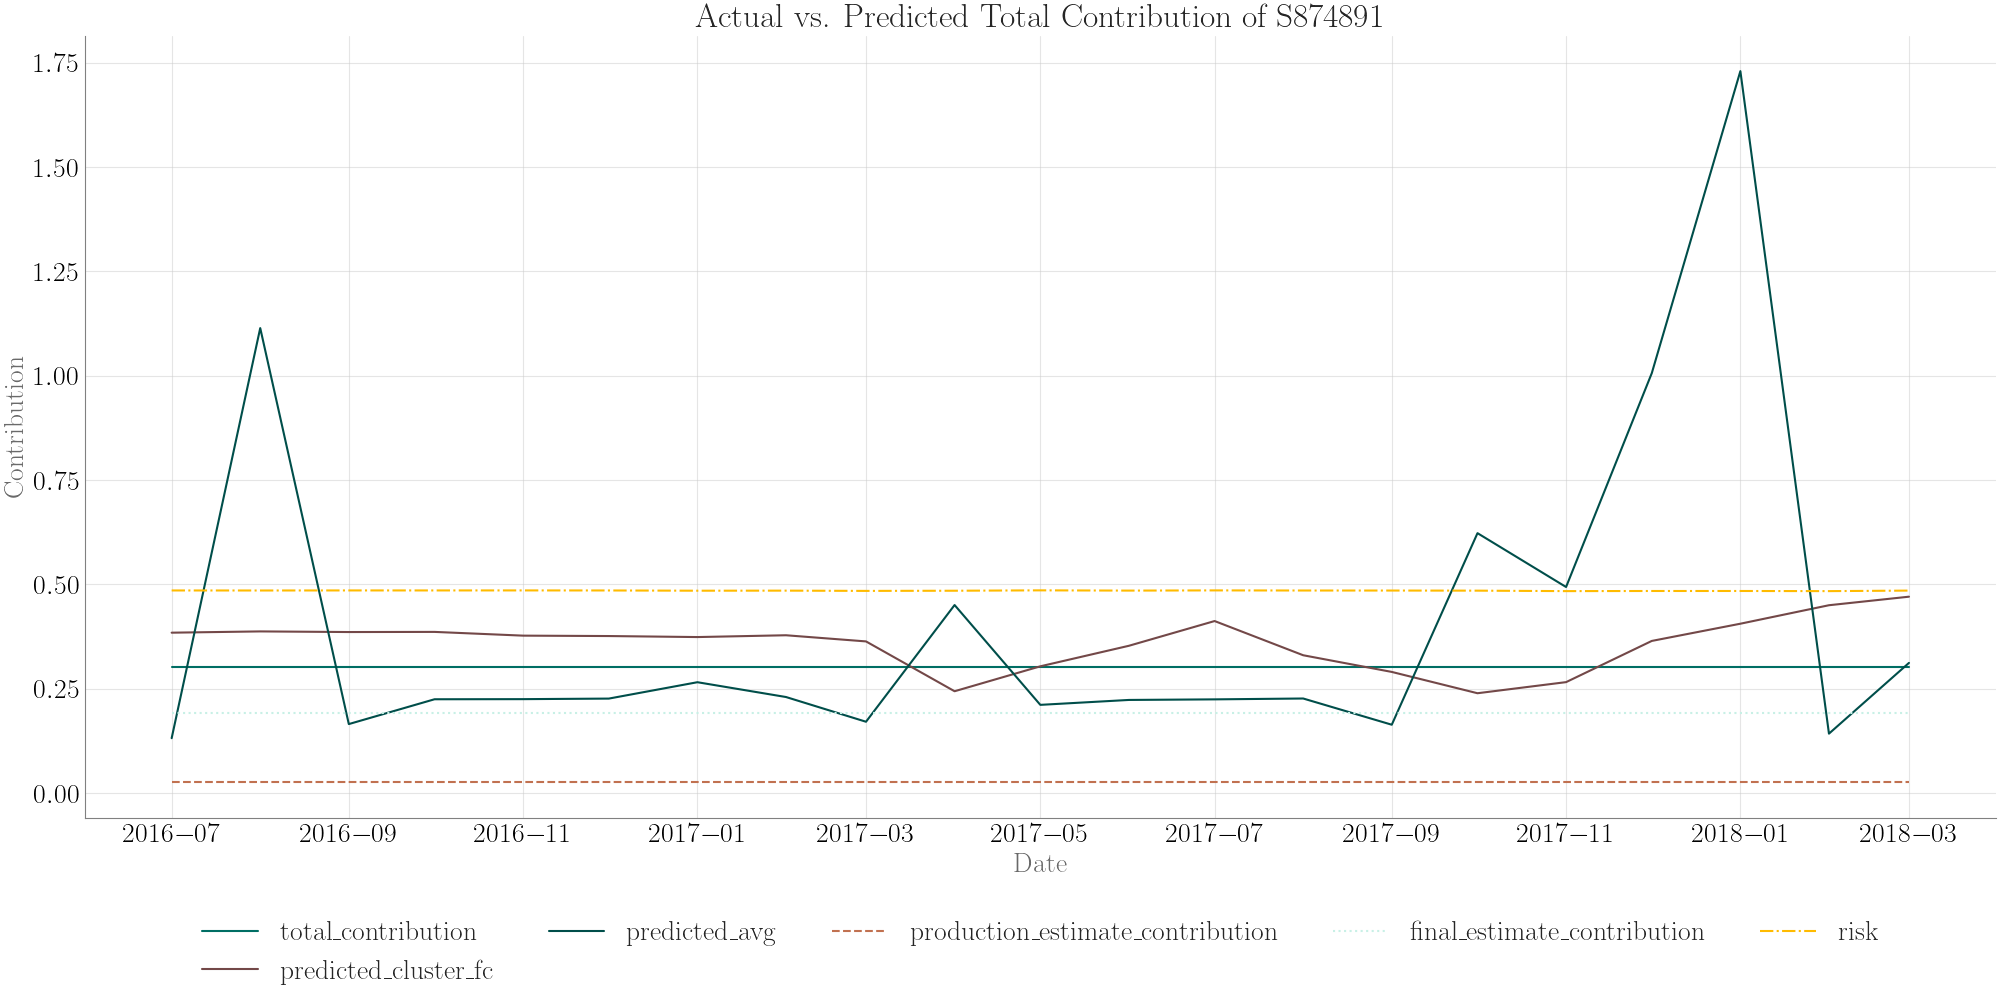 Actual vs. Predicted Total Contribution of S874891
1.75
1.50
1.25
1.00
0.75
0.50
0.25
0.00
Contribution
2016–07 2016–09 2016–11 2017–01 2017–03 2017–05 2017–07 2017–09 2017–11 2018–01 2018–03
Date
total_contribution predicted_avg production_estimate_contribution final_estimate_contribution risk
predicted_cluster_fc